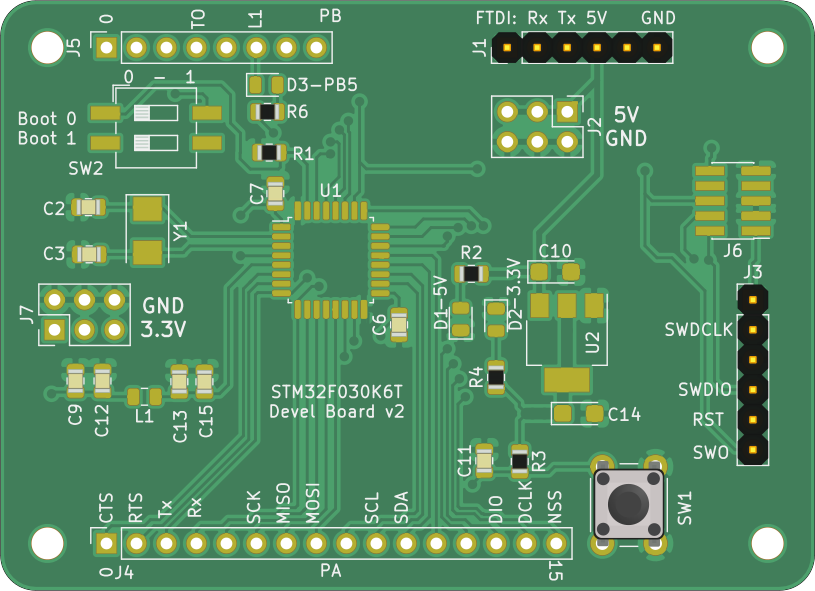 J5
0
TO
L1
PB
FTDI: Rx Tx 5V GND
J1
0 - 1
D3-PB5
Boot 0
Boot 1
SW2
R6
R1
J2
5V
GND
C7
U1
C2
C3
Y1
R2
C10
J6
J3
J7
GND
3.3V
C6
D1-5V
D2-3.3V
U2
SWDCLK
SWDIO
RST
SWO
R4
C9
C12
L1
C13
C15
STM32F030K6T
Devel Board v2
C14
C11
R3
SW1
CTS
RTS
Tx
Rx
SCK
MISO
MOSI
SCL
SDA
DIO
DCLK
NSS
0
J4
PA
15